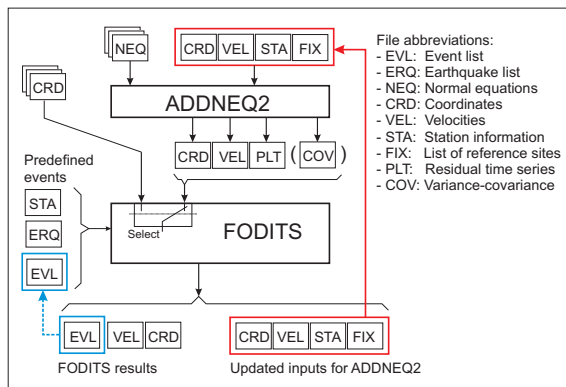 NEQ
CRD VEL STA FIX
CRD
ADDNEQ2
CRD VEL PLT ( COV )
Predefined
events
STA
ERQ
EVL
Select
FODITS
EVL VEL CRD
FODITS results
CRD VEL STA FIX
Updated inputs for ADDNEQ2
File abbreviations:
- EVL: Event list
- ERQ: Earthquake list
- NEQ: Normal equations
- CRD: Coordinates
- VEL: Velocities
- STA: Station information
- FIX: List of reference sites
- PLT: Residual time series
- COV: Variance-covariance